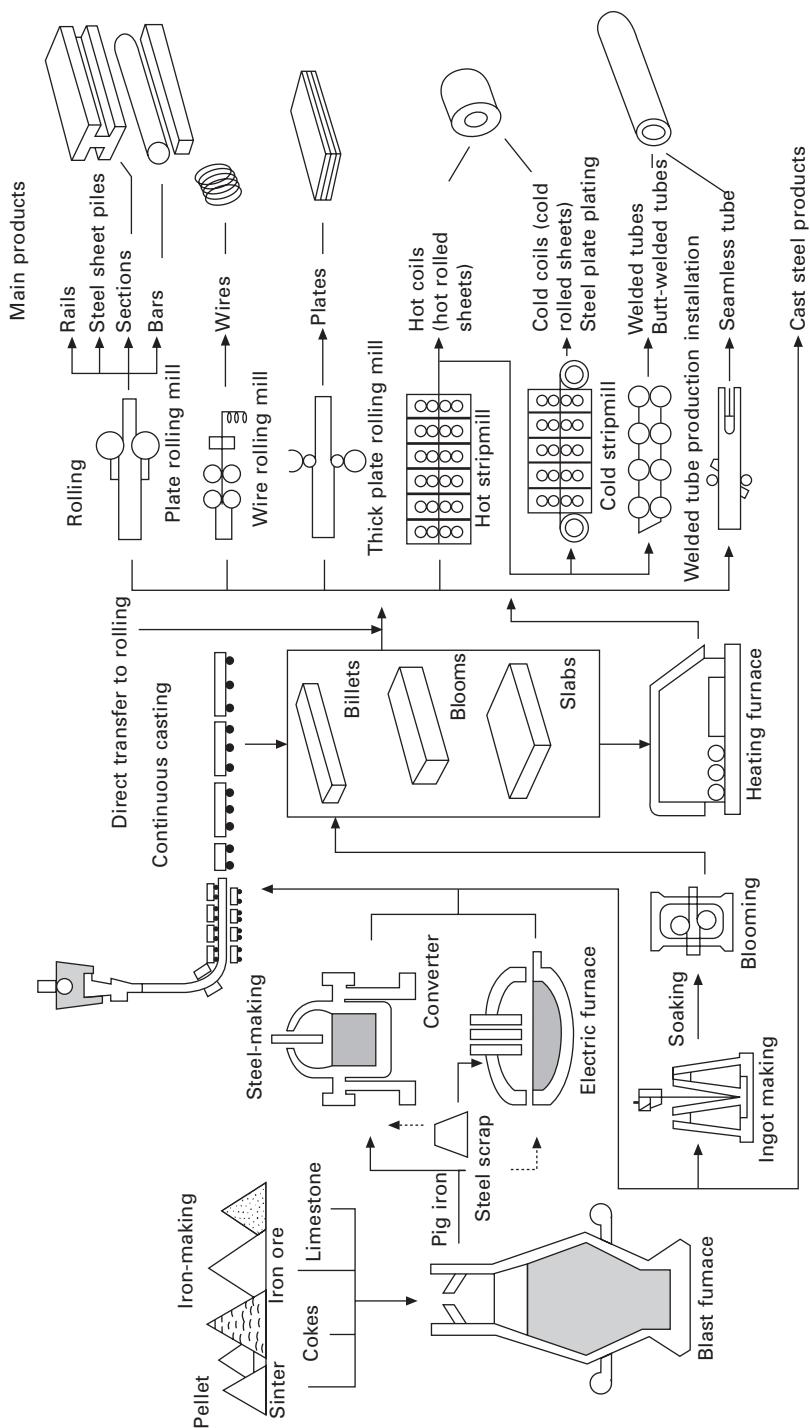 Iron-making
Pellet
Sinter
Cokes
Iron ore
Limestone
Blast furnace
Pig iron
Steel scrap
Steel-making
Converter
Electric furnace
Ingot making
Soaking
Blooming
Direct transfer to rolling
Continuous casting
Billets
Blooms
Slabs
Heating furnace
Rolling
Plate rolling mill
Wire rolling mill
Thick plate rolling mill
Hot stripmill
Cold stripmill
Welded tube production installation
Main products
Rails
Steel sheet piles
Sections
Bars
Wires
Plates
Hot coils
(hot rolled
sheets)
Cold coils (cold
rolled sheets)
Steel plate plating
Welded tubes
Butt-welded tubes
Seamless tube
Cast steel products